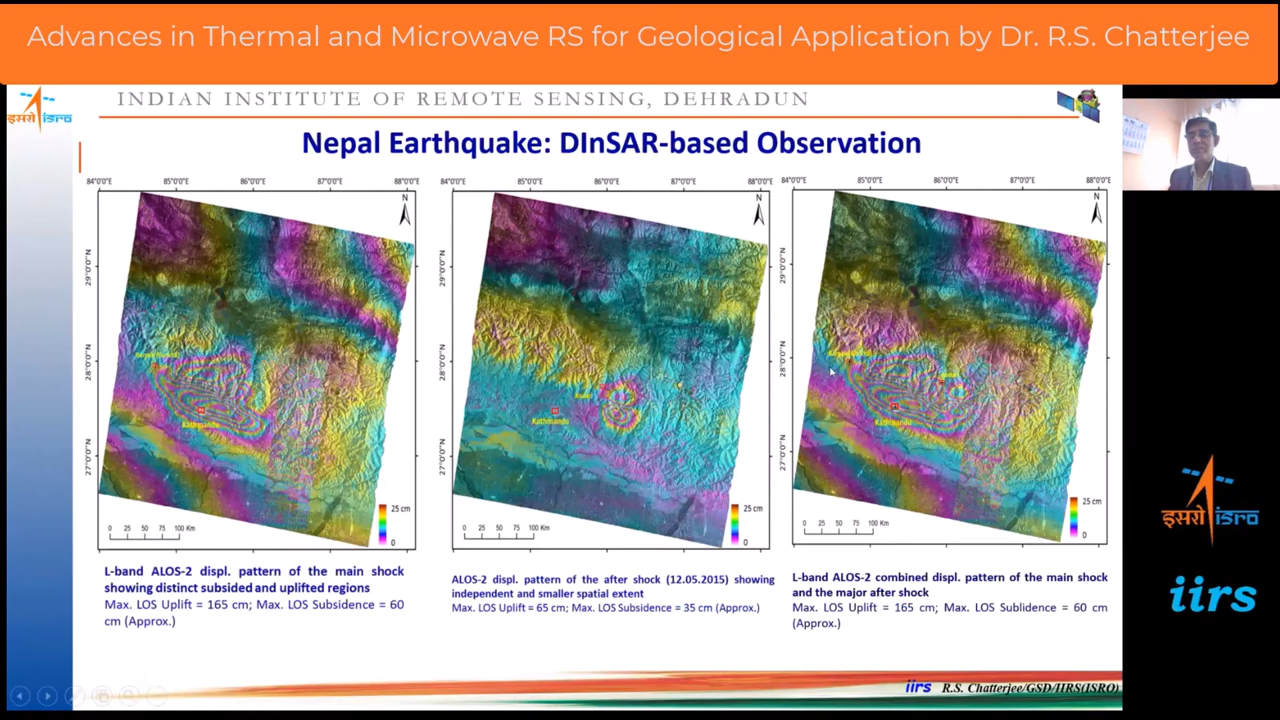 Advances in Thermal and Microwave RS for Geological Application by Dr. R.S. Chatterjee
इसरो isro
INDIAN INSTITUTE OF REMOTE SENSING, DEHRADUN
Nepal Earthquake: DInSAR-based Observation
84°0'0"E 85°0'0"E 86°0'0"E 87°0'0"E 88°0'0"E
29°0'0"N
28°0'0"N
27°0'0"N
N
Kathmandu
25 cm
0
0 25 50 75 100 Km
L-band ALOS-2 displ. pattern of the main shock
showing distinct subsided and uplifted regions
Max. LOS Uplift = 165 cm; Max. LOS Subsidence = 60
cm (Approx.)
84°0'0"E 85°0'0"E 86°0'0"E 87°0'0"E 88°0'0"E
29°0'0"N
28°0'0"N
27°0'0"N
N
Kathmandu
25 cm
0
0 25 50 75 100 Km
ALOS-2 displ. pattern of the after shock (12.05.2015) showing
independent and smaller spatial extent
Max. LOS Uplift = 65 cm; Max. LOS Subsidence = 35 cm (Approx.)
84°0'0"E 85°0'0"E 86°0'0"E 87°0'0"E 88°0'0"E
29°0'0"N
28°0'0"N
27°0'0"N
N
Kathmandu
25 cm
0
0 25 50 75 100 Km
L-band ALOS-2 combined displ. pattern of the main shock
and the major after shock
Max. LOS Uplift = 165 cm; Max. LOS Sublidence = 60 cm
(Approx.)
इसरो isro
iirs
iirs R.S. Chatterjee/GSD/IIRS(ISRO)